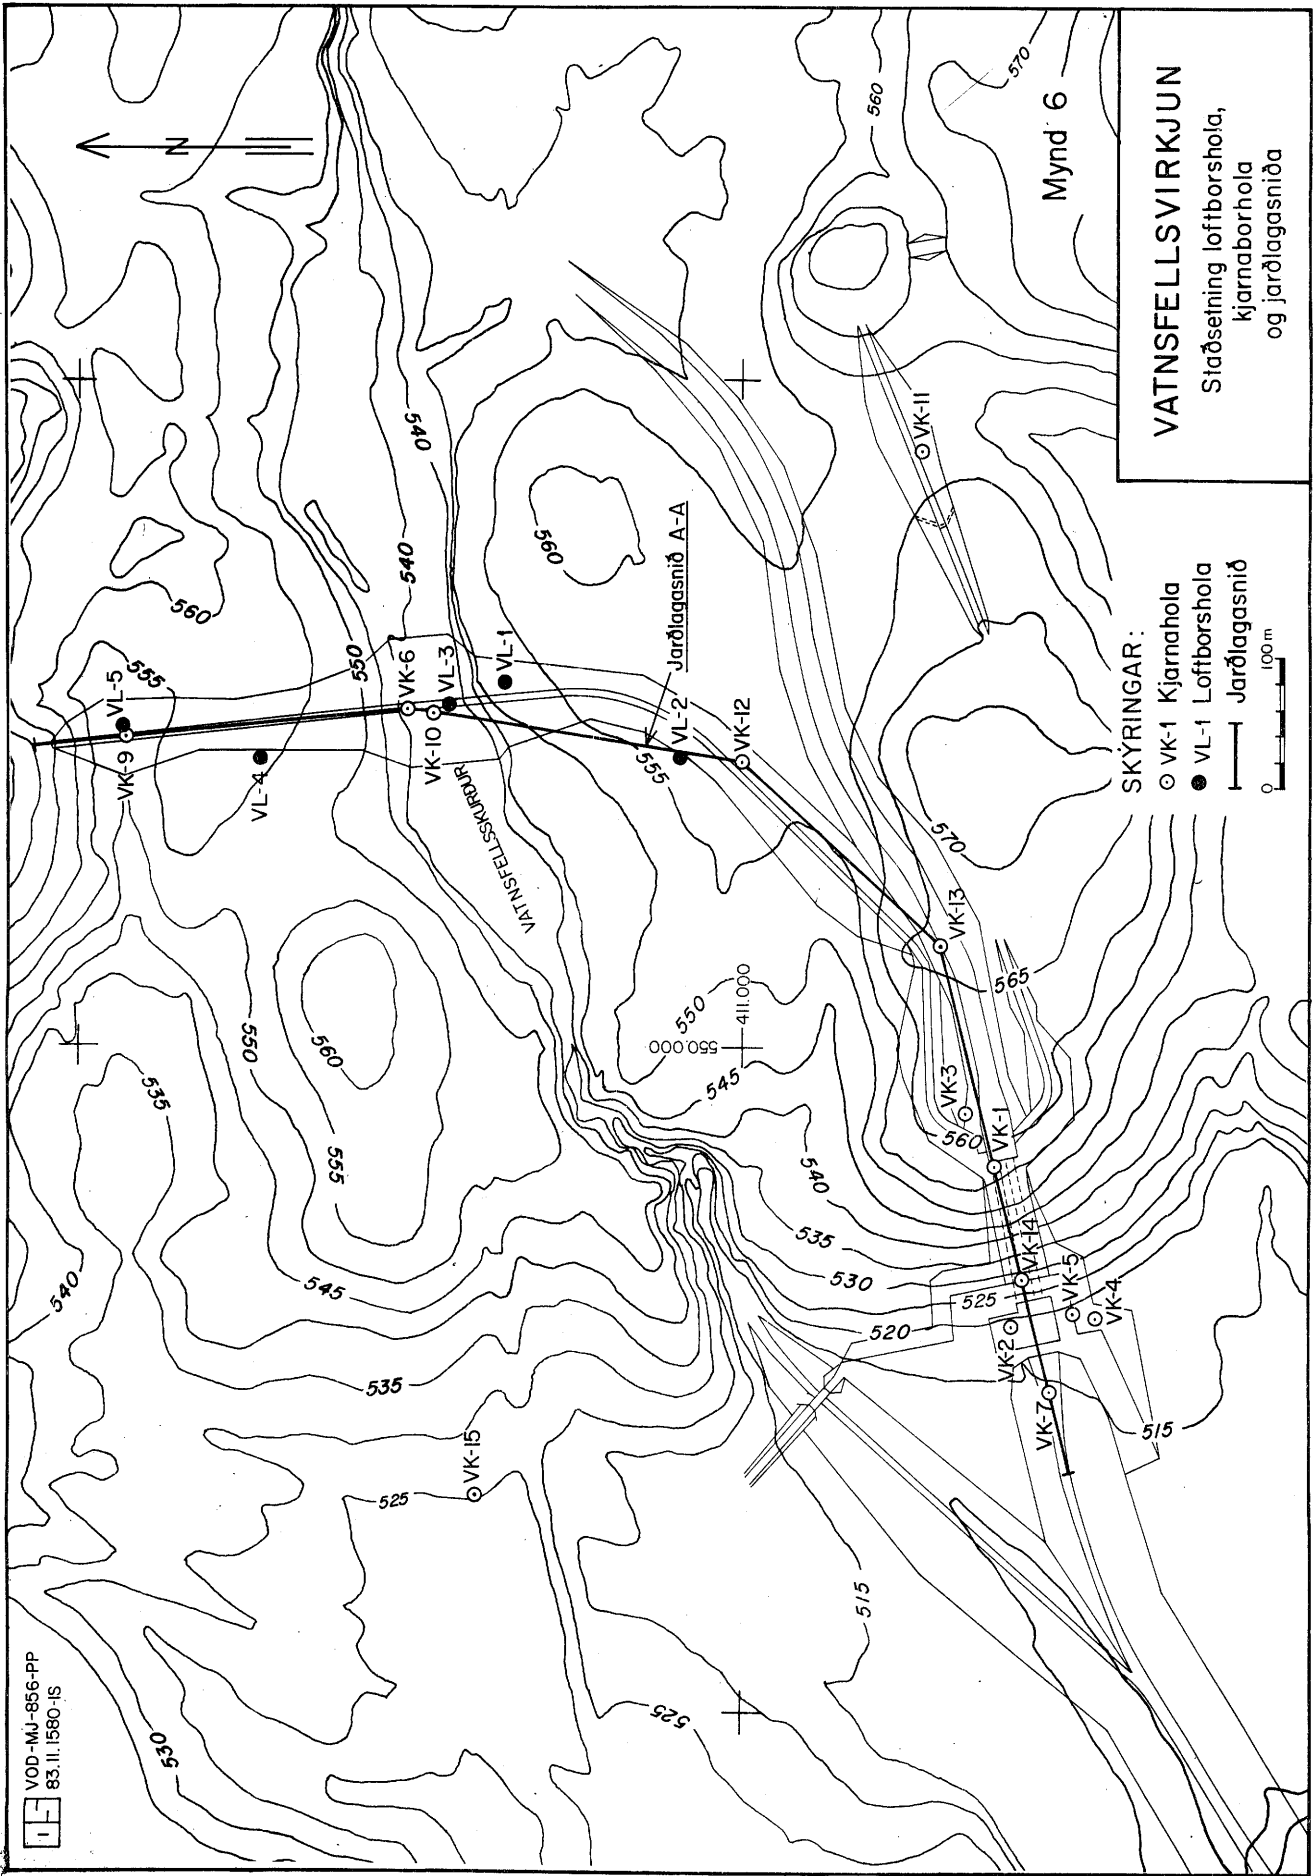 VOD-MJ-856-PP
83.11.1580-IS
N
Mynd 6
VATNSFELLSVIRKJUN
Staðsetning loftborshola,
kjarnaborhola
og jarðlagasniða
SKÝRINGAR:
VK-1 Kjarnahola
VL-1 Loftborshola
Jarðlagasnið
0 100 m
Jarðlagasnið A-A
VATNSFELLSSKURÐUR
550.000
411.000
VK-9
VL-5
VL-4
VK-6
VK-10
VL-3
VL-1
VL-2
VK-12
VK-13
VK-11
VK-3
VK-1
VK-14
VK-5
VK-4
VK-2
VK-7
VK-15
530
540
535
550
560
555
545
535
525
525
515
515
520
525
530
535
540
545
550
560
565
570
555
560
540
540
550
555
560
560
570